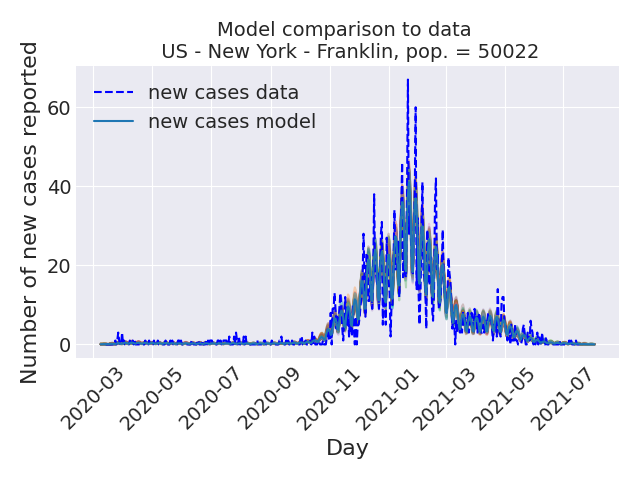 Model comparison to data
US - New York - Franklin, pop. = 50022
Number of new cases reported
new cases data
new cases model
60
40
20
0
2020-03
2020-05
2020-07
2020-09
2020-11
2021-01
2021-03
2021-05
2021-07
Day